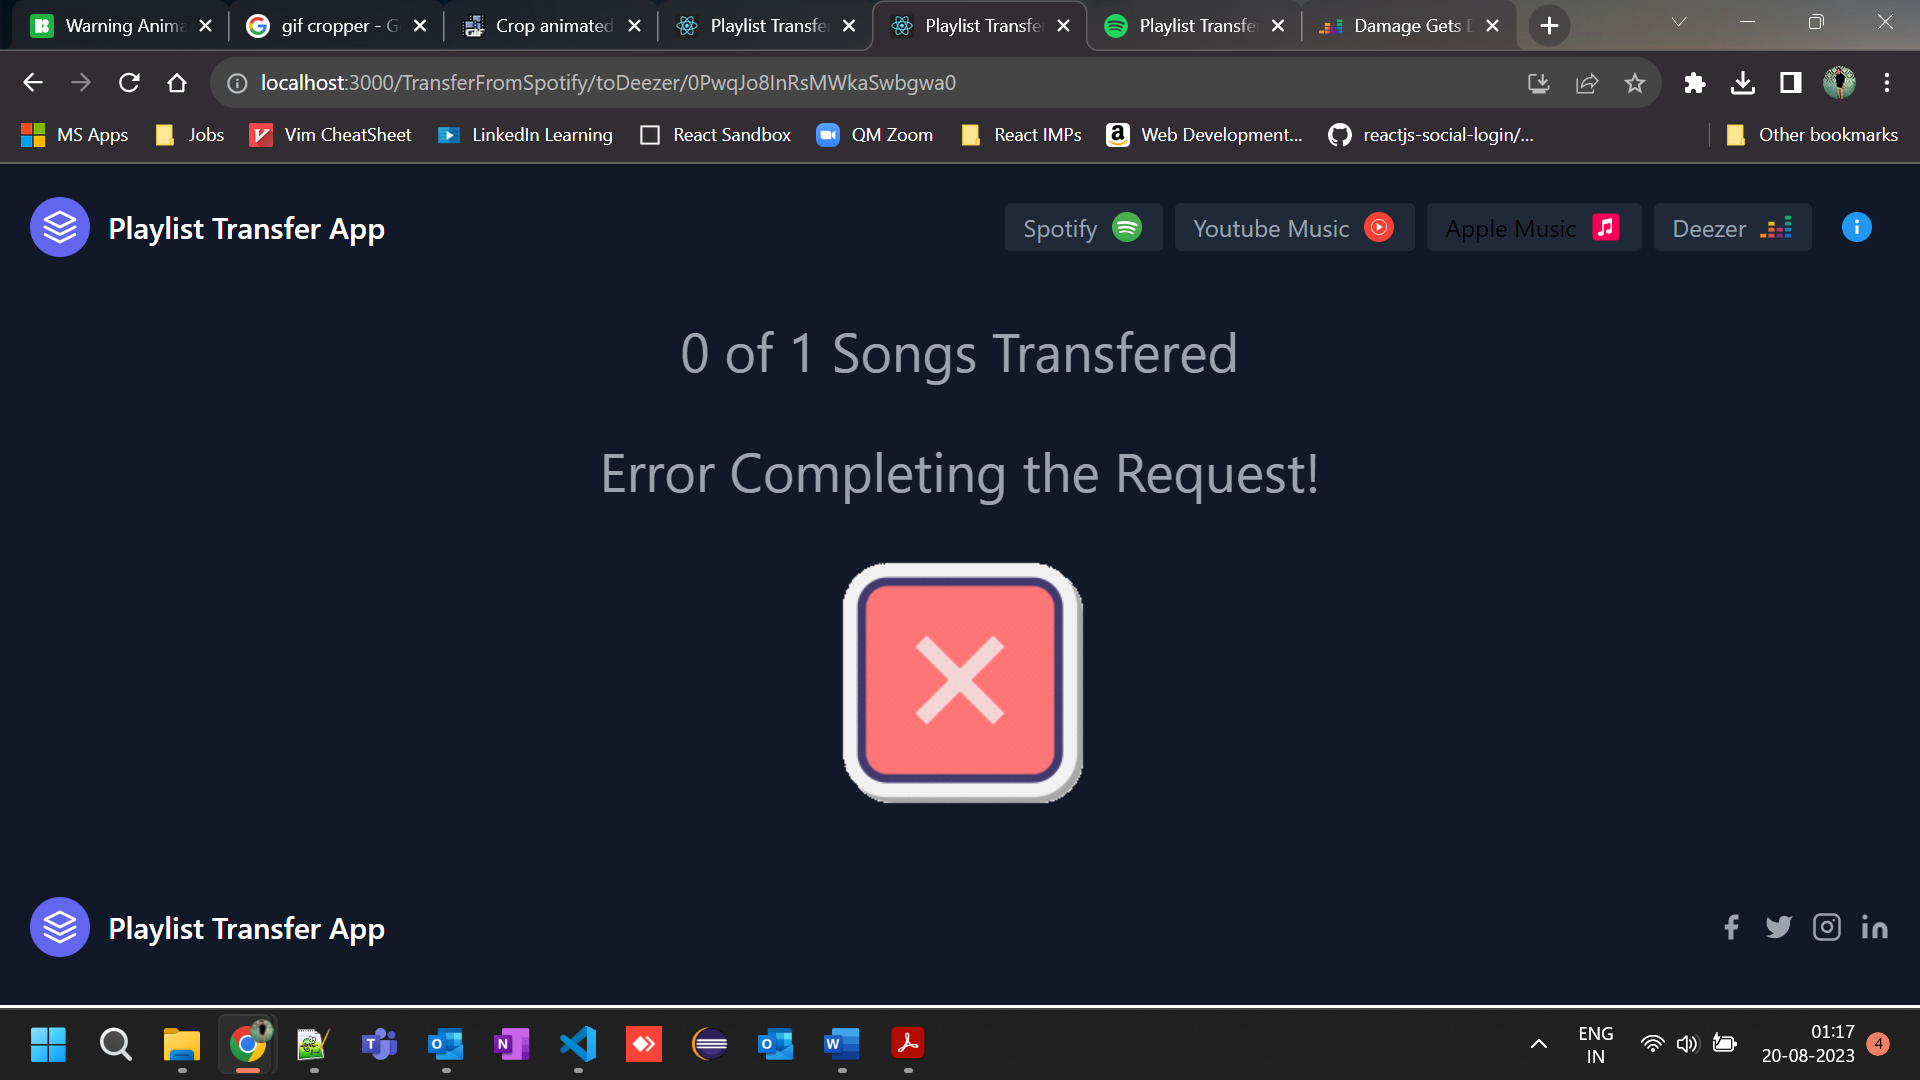 Warning Anima
gif cropper - G
Crop animated
Playlist Transfe
Playlist Transfe
Playlist Transfe
Damage Gets D
localhost:3000/TransferFromSpotify/toDeezer/0PwqJo8InRsMWkaSwbgwa0
MS Apps
Jobs
Vim CheatSheet
LinkedIn Learning
React Sandbox
QM Zoom
React IMPs
Web Development...
reactjs-social-login/...
Other bookmarks
Playlist Transfer App
Spotify
Youtube Music
Apple Music
Deezer
0 of 1 Songs Transfered
Error Completing the Request!
Playlist Transfer App
ENG
IN
01:17
20-08-2023
4